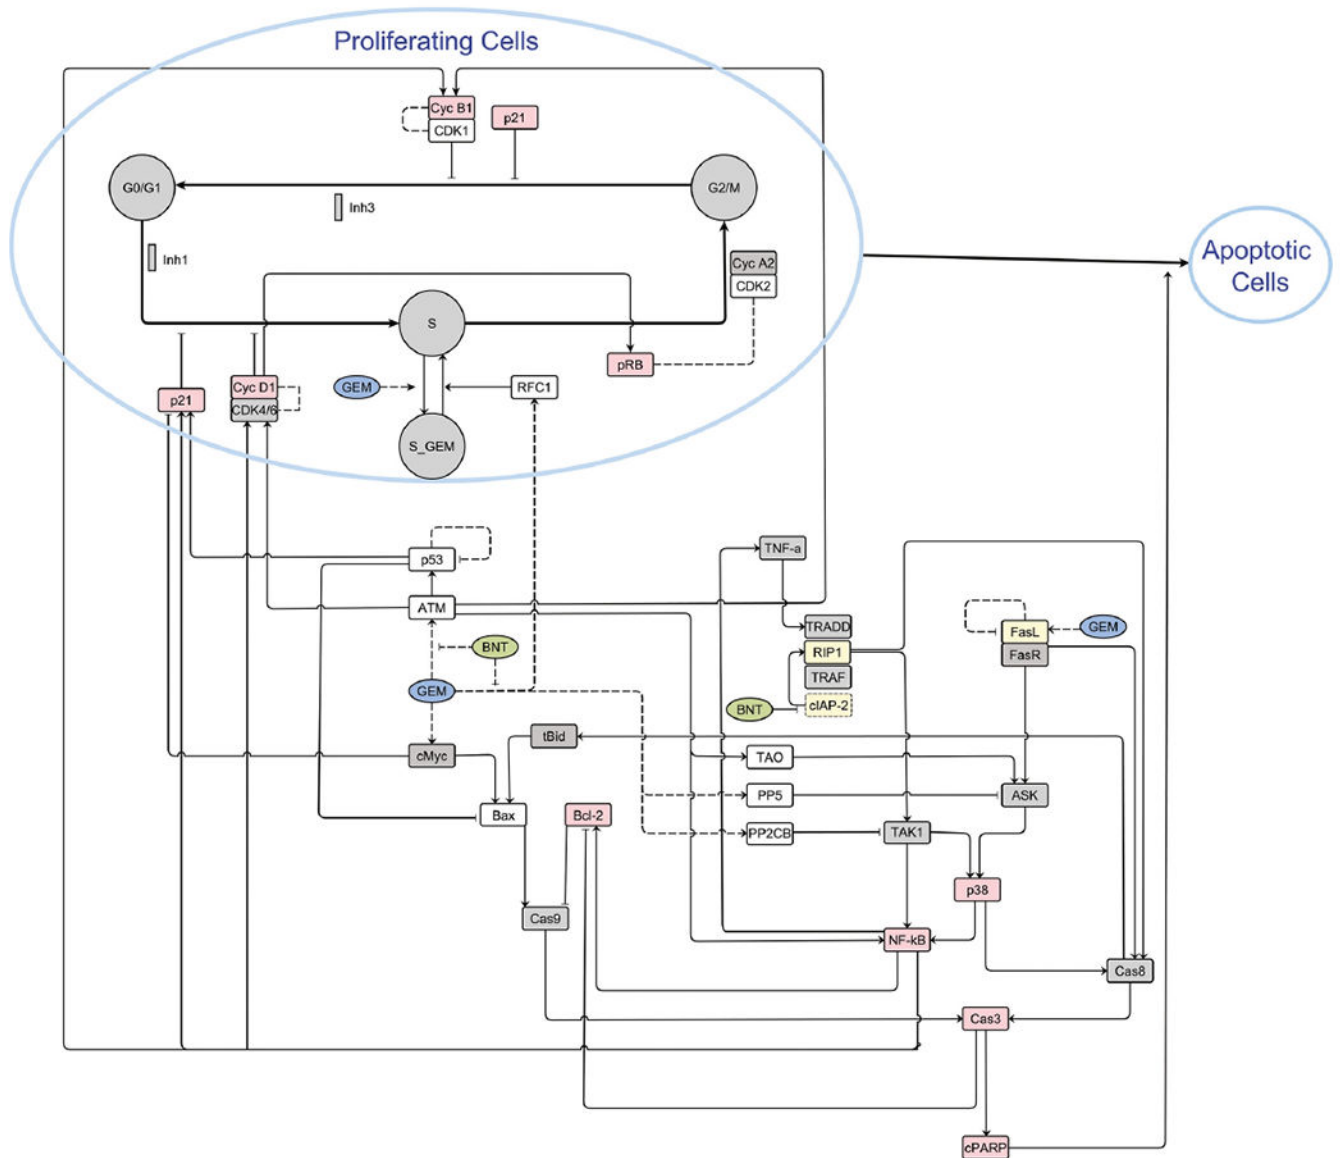 Proliferating Cells
Cyc B1
CDK1
p21
G0/G1
G2/M
Inh3
Inh1
Cyc A2
CDK2
Apoptotic
Cells
S
pRB
GEM
RFC1
Cyc D1
CDK4/6
p21
S_GEM
p53
TNF-a
ATM
TRADD
FasL
GEM
BNT
RIP1
FasR
TRAF
GEM
BNT
cIAP-2
tBid
cMyc
TAO
PP5
ASK
Bax
Bcl-2
PP2CB
TAK1
p38
Cas9
NF-kB
Cas8
Cas3
cPARP